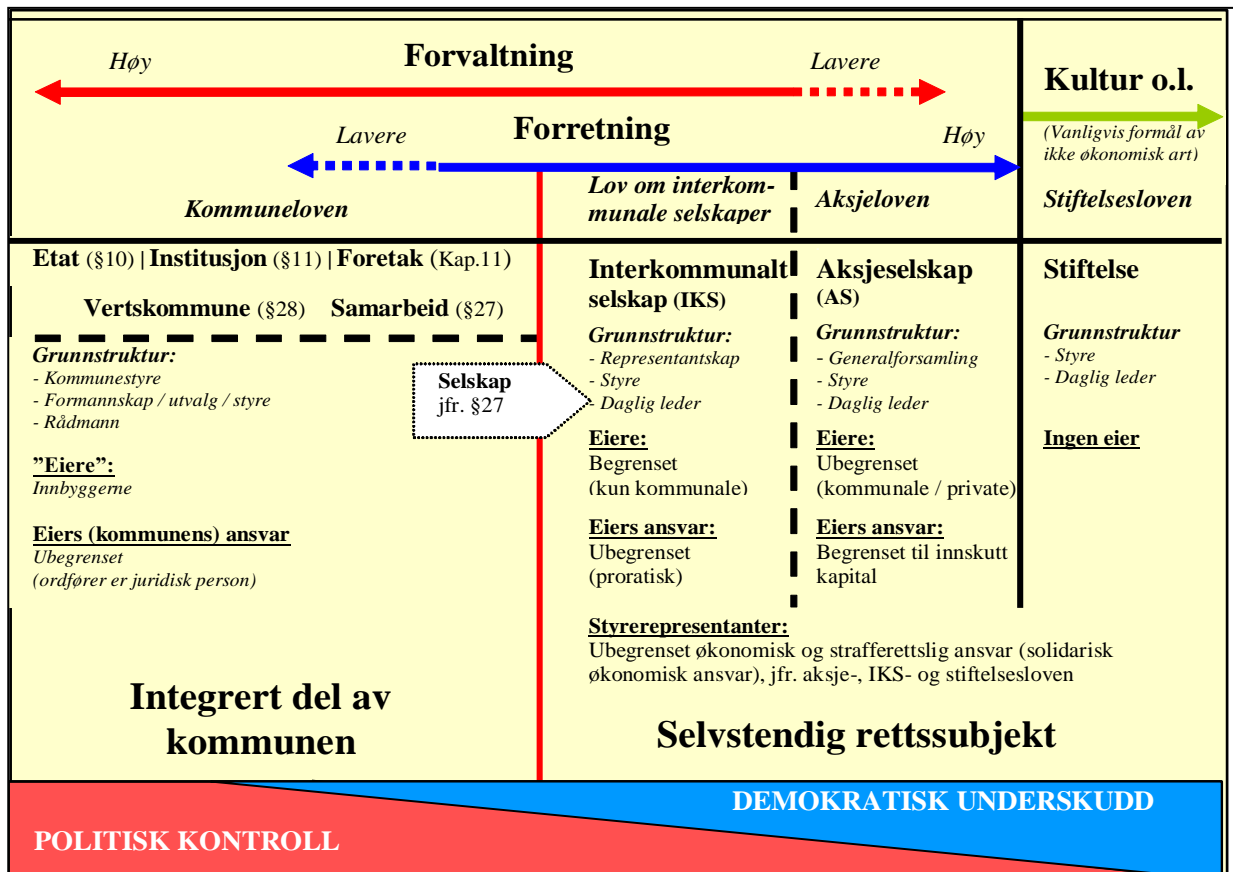 Høy
Forvaltning
Lavere
Kultur o.l.
(Vanligvis formål av
ikke økonomisk art)
Lavere
Forretning
Høy
Kommuneloven
Lov om interkom-
munale selskaper
Aksjeloven
Stiftelsesloven
Etat (§10) | Institusjon (§11) | Foretak (Kap.11)
Vertskommune (§28) Samarbeid (§27)
Grunnstruktur:
- Kommunestyre
- Formannskap / utvalg / styre
- Rådmann
"Eiere":
Innbyggerne
Eiers (kommunens) ansvar
Ubegrenset
(ordfører er juridisk person)
Selskap
jfr. §27
Interkommunalt
selskap (IKS)
Grunnstruktur:
- Representantskap
- Styre
- Daglig leder
Eiere:
Begrenset
(kun kommunale)
Eiers ansvar:
Ubegrenset
(proratisk)
Aksjeselskap
(AS)
Grunnstruktur:
- Generalforsamling
- Styre
- Daglig leder
Eiere:
Ubegrenset
(kommunale / private)
Eiers ansvar:
Begrenset til innskutt
kapital
Stiftelse
Grunnstruktur
- Styre
- Daglig leder
Ingen eier
Styrerepresentanter:
Ubegrenset økonomisk og strafferettslig ansvar (solidarisk
økonomisk ansvar), jfr. aksje-, IKS- og stiftelsesloven
Integrert del av
kommunen
Selvstendig rettssubjekt
DEMOKRATISK UNDERSKUDD
POLITISK KONTROLL